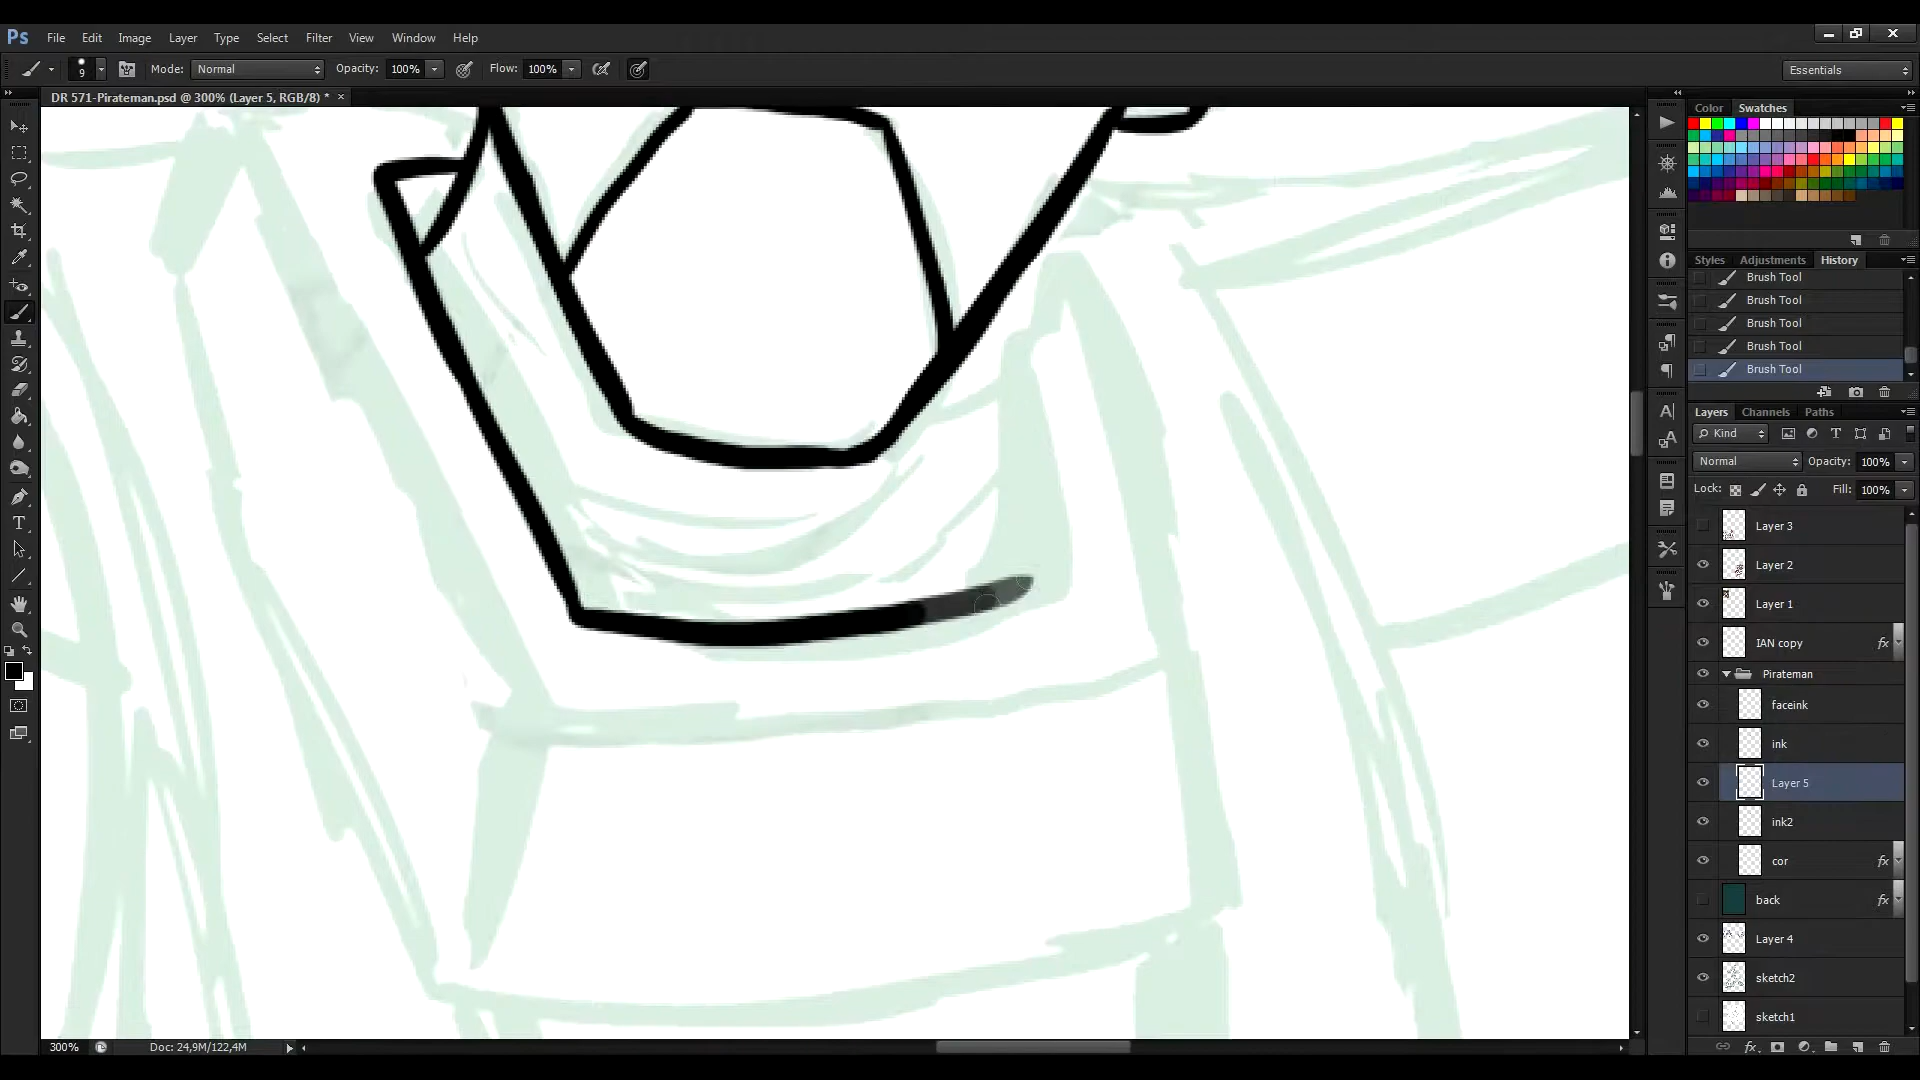 Ps File Edit Image Layer Type Select Filter View Window Help
9 Mode: Normal Opacity: 100% Flow: 100% Essentials
DR 571-Pirateman.psd @ 300% (Layer 5, RGB/8) * ×
Color Swatches
Styles Adjustments History
Brush Tool
Brush Tool
Brush Tool
Brush Tool
Brush Tool
Layers Channels Paths
Kind
Normal Opacity: 100%
Lock: Fill: 100%
Layer 3
Layer 2
Layer 1
IAN copy fx
Pirateman
faceink
ink
Layer 5
ink2
cor fx
back fx
Layer 4
sketch2
sketch1
300% Doc: 24,9M/122,4M